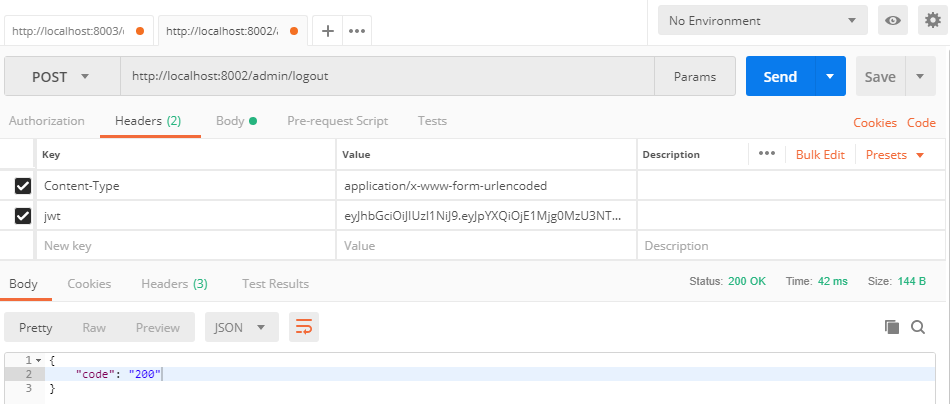 No Environment
http://localhost:8003/
http://localhost:8002/
POST
http://localhost:8002/admin/logout
Params
Send
Save
Authorization
Headers (2)
Body
Pre-request Script
Tests
Cookies
Code
Key
Value
Description
Bulk Edit
Presets
Content-Type
application/x-www-form-urlencoded
jwt
New key
Value
Description
Body
Cookies
Headers (3)
Test Results
Status: 200 OK
Time: 42 ms
Size: 144 B
Pretty
Raw
Preview
JSON
1 {
2 "code": "200"
3 }